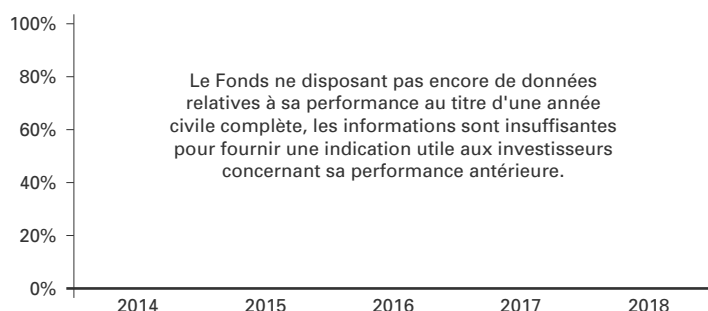 100%
80%
60%
40%
20%
0%
Le Fonds ne disposant pas encore de données
relatives à sa performance au titre d'une année
civile complète, les informations sont insuffisantes
pour fournir une indication utile aux investisseurs
concernant sa performance antérieure.
2014 2015 2016 2017 2018